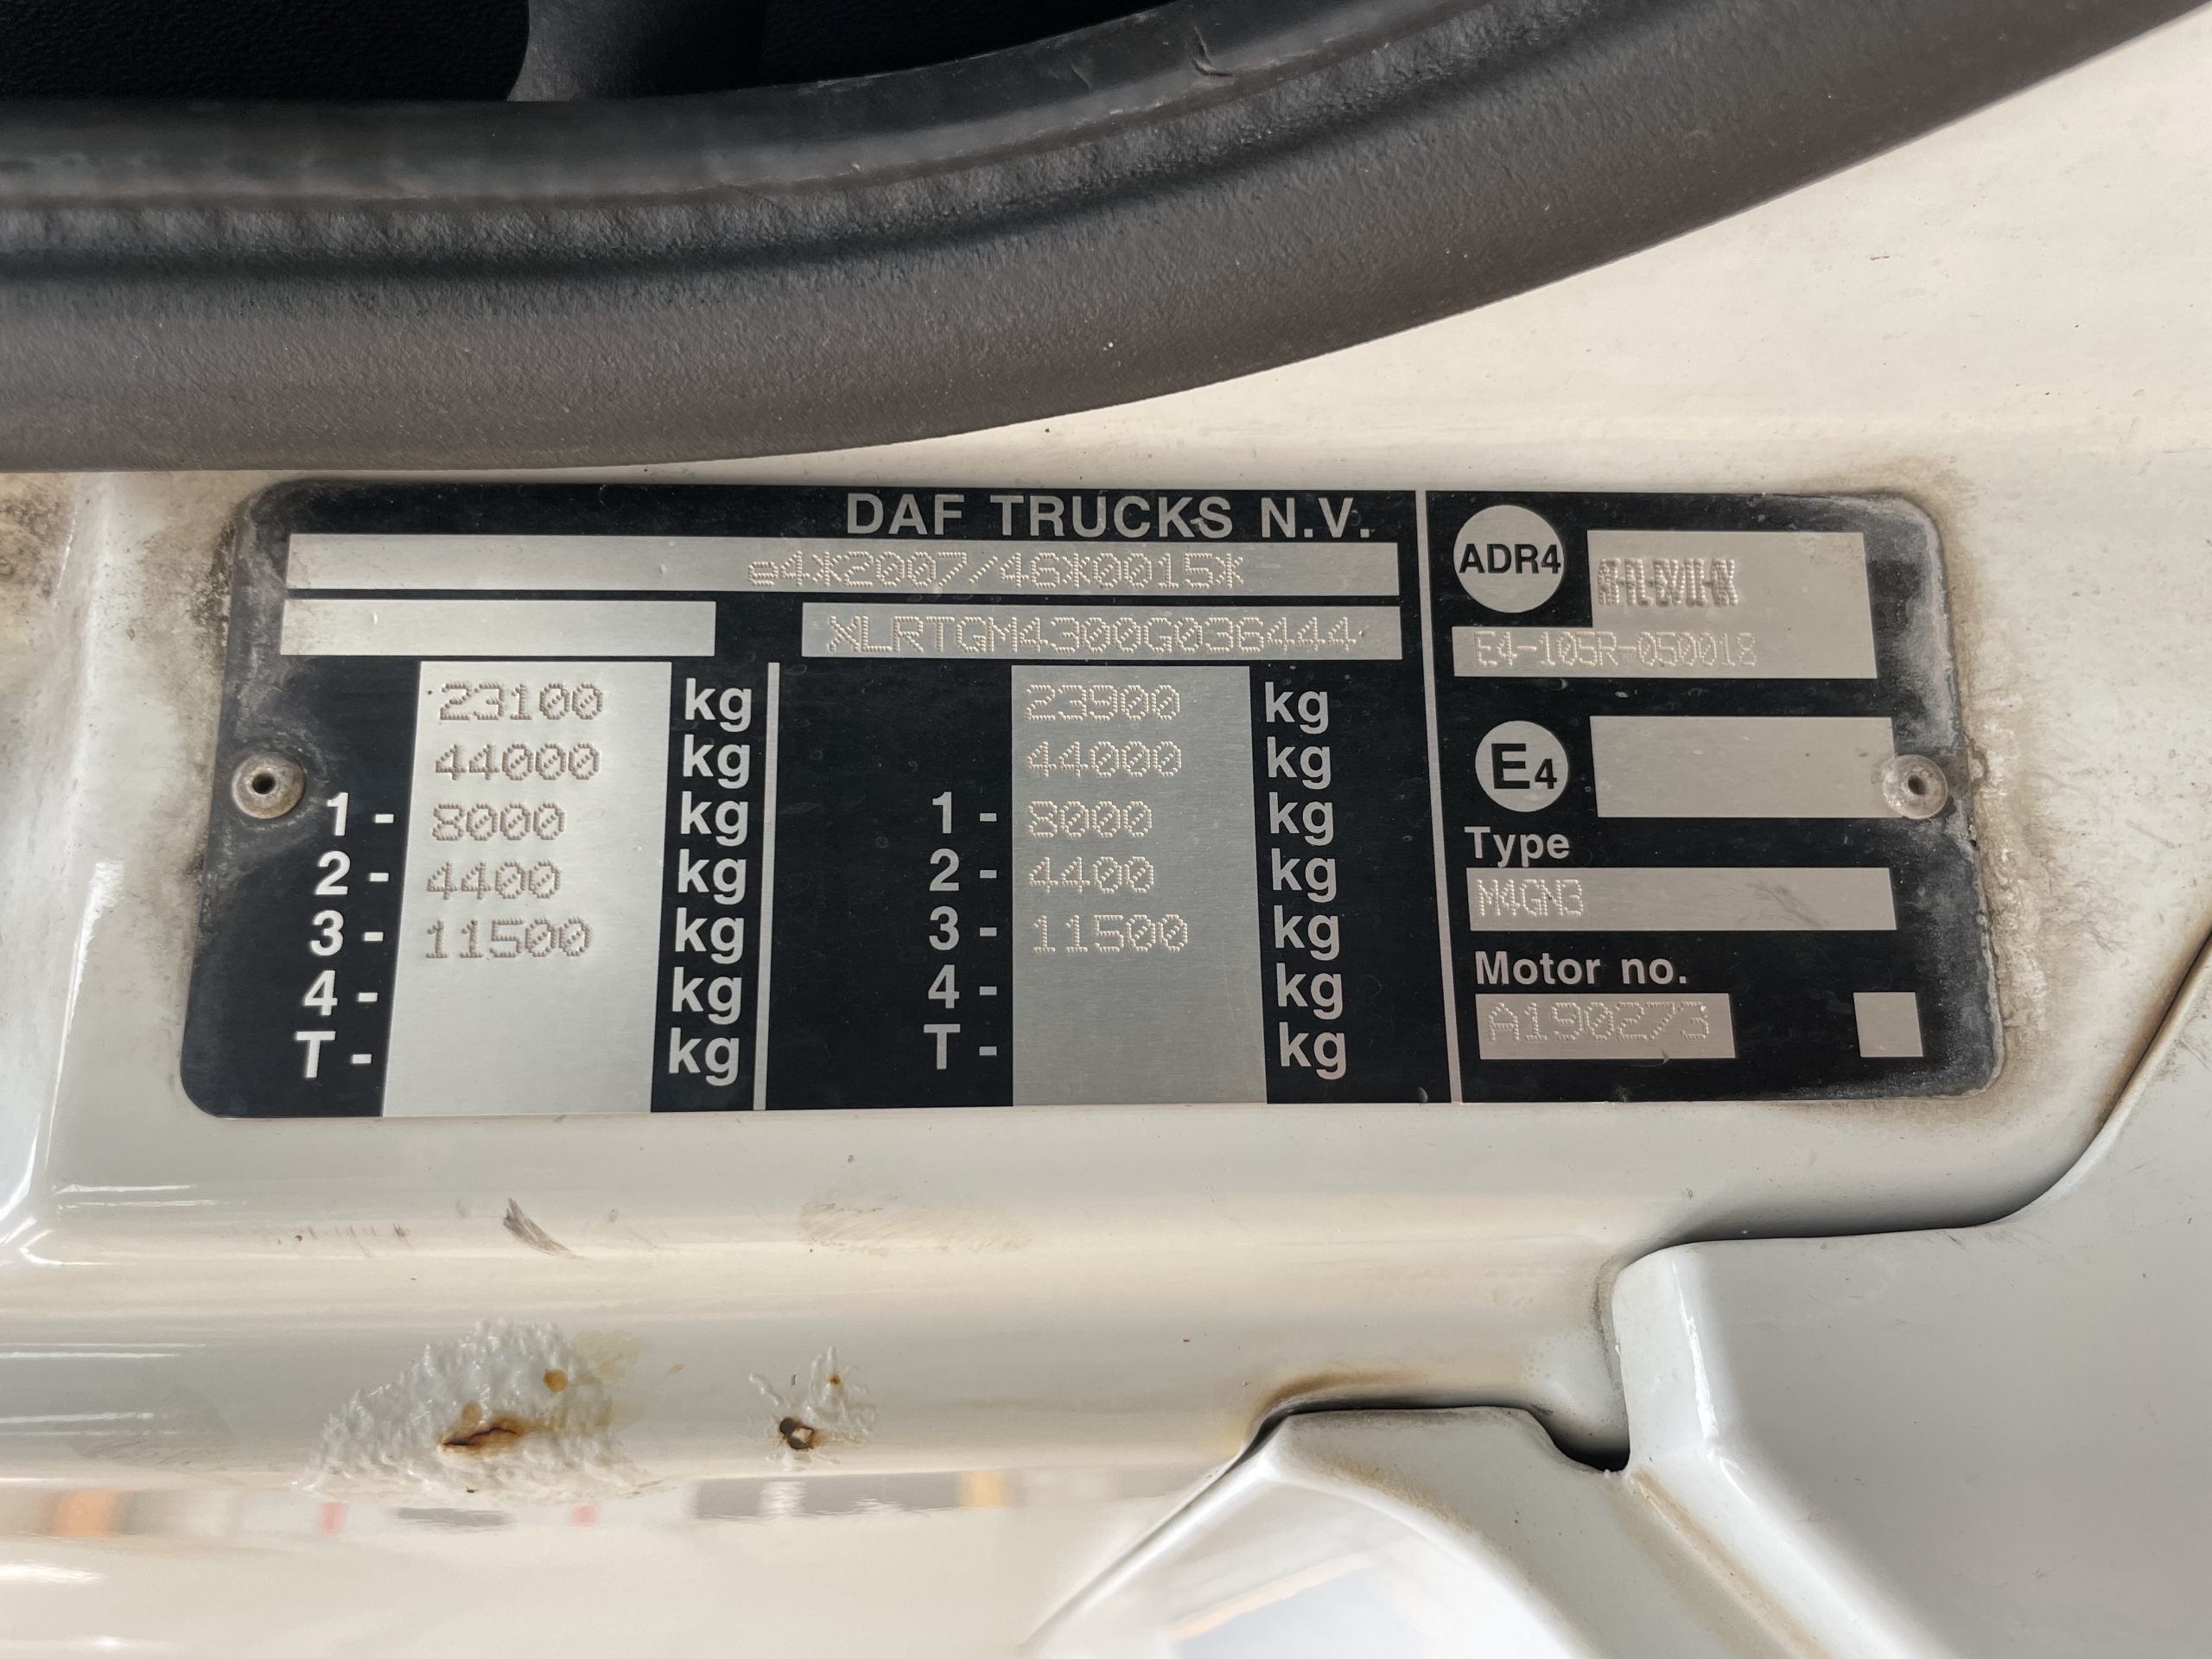 DAF TRUCKS N.V.
e4*2007/46*0015*
XLRTGM4300G036444
23100 kg 23900 kg
44000 kg 44000 kg
1 - 8000 kg 1 - 8000 kg
2 - 4400 kg 2 - 4400 kg
3 - 11500 kg 3 - 11500 kg
4 - kg 4 - kg
T - kg T - kg
ADR4
E4-105R-050018
E4
Type
M4GN3
Motor no.
A190273